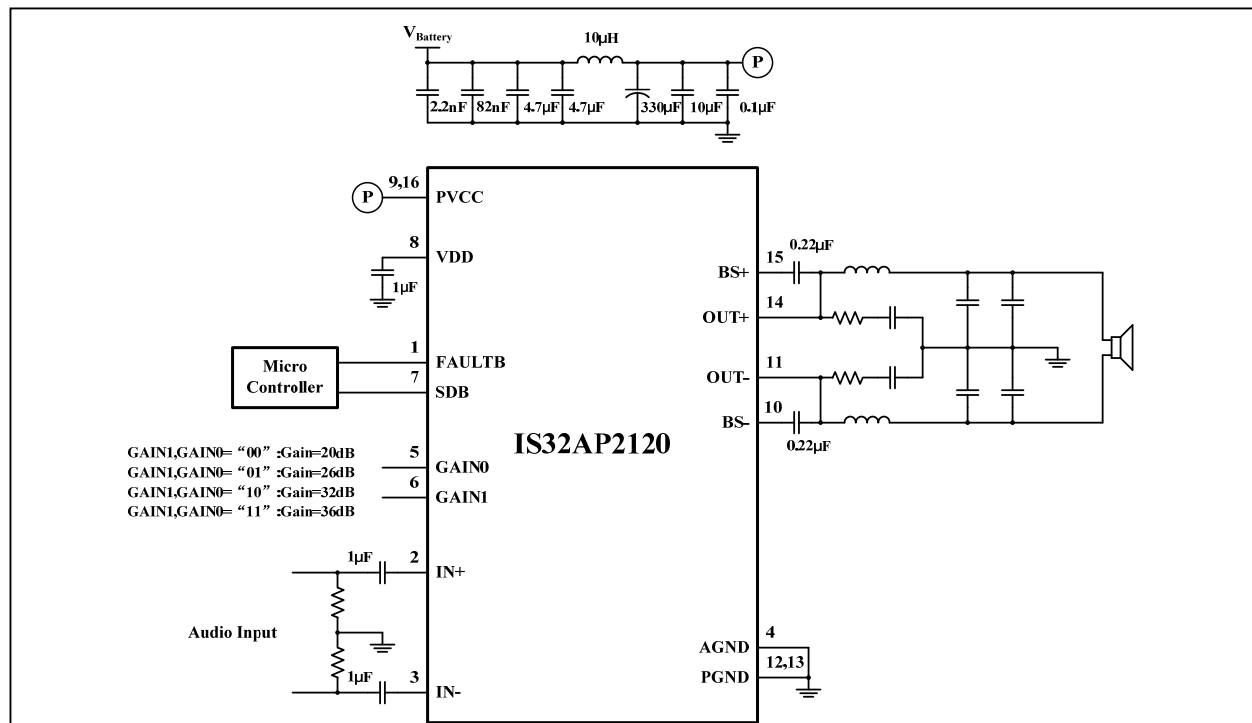 VBattery
10μH
P
2.2nF 82nF 4.7μF 4.7μF 330μF 10μF 0.1μF
P
9,16
PVCC
8
VDD
1μF
Micro
Controller
1
FAULTB
7
SDB
GAIN1,GAIN0= “00” :Gain=20dB
GAIN1,GAIN0= “01” :Gain=26dB
GAIN1,GAIN0= “10” :Gain=32dB
GAIN1,GAIN0= “11” :Gain=36dB
5
GAIN0
6
GAIN1
1μF
2
IN+
Audio Input
1μF
3
IN-
IS32AP2120
BS+
15
0.22μF
OUT+
14
OUT-
11
BS-
10
0.22μF
AGND
4
PGND
12,13